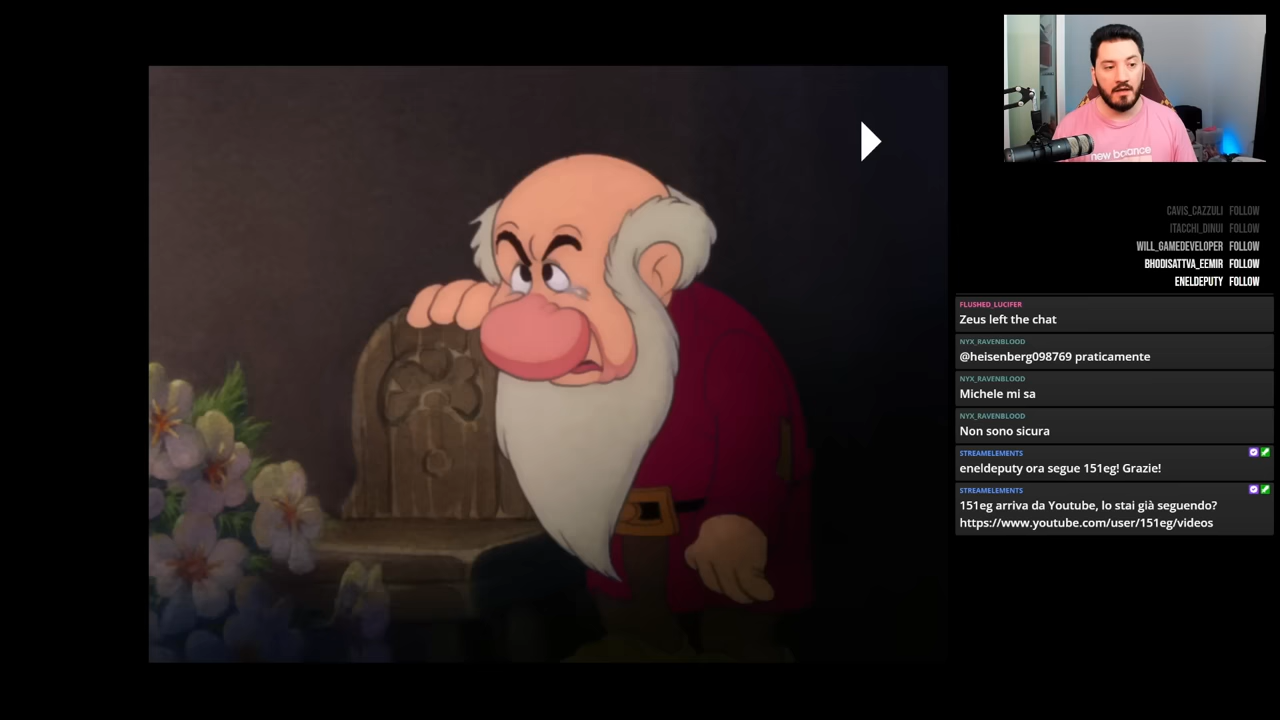 new balance
CAVIS_CAZZULI FOLLOW
ITACCHI_DINUI FOLLOW
WILL_GAMEDEVELOPER FOLLOW
BHODISATTVA_EEMIR FOLLOW
ENELDEPUTY FOLLOW
FLUSHED_LUCIFER
Zeus left the chat
NYX_RAVENBLOOD
@heisenberg098769 praticamente
NYX_RAVENBLOOD
Michele mi sa
NYX_RAVENBLOOD
Non sono sicura
STREAMELEMENTS
eneldeputy ora segue 151eg! Grazie!
STREAMELEMENTS
151eg arriva da Youtube, lo stai già seguendo?
https://www.youtube.com/user/151eg/videos